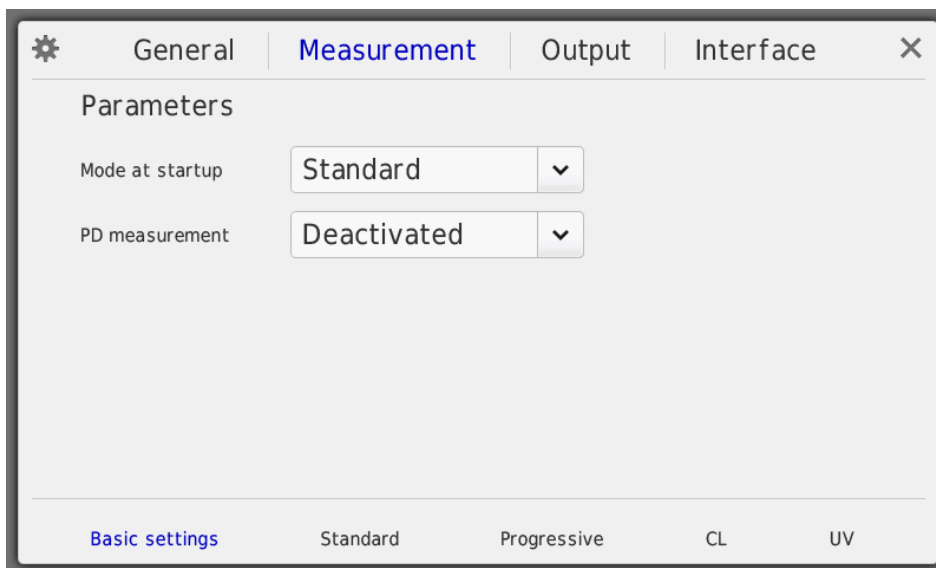 General Measurement Output Interface
Parameters
Mode at startup Standard
PD measurement Deactivated
Basic settings Standard Progressive CL UV